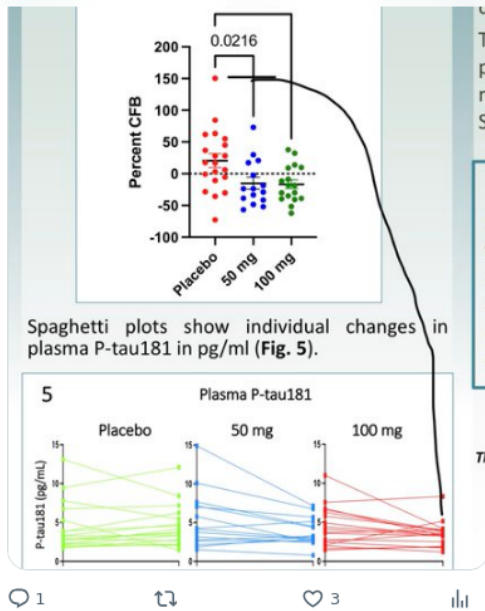 0.0216
200
150
100
50
0
-50
-100
Percent CFB
Placebo
50 mg
100 mg
Spaghetti plots show individual changes in
plasma P-tau181 in pg/ml (Fig. 5).
5
Plasma P-tau181
Placebo 50 mg 100 mg
P-tau181 (pg/mL)
15
10
5
0
15
10
5
0
15
10
5
0
1 3